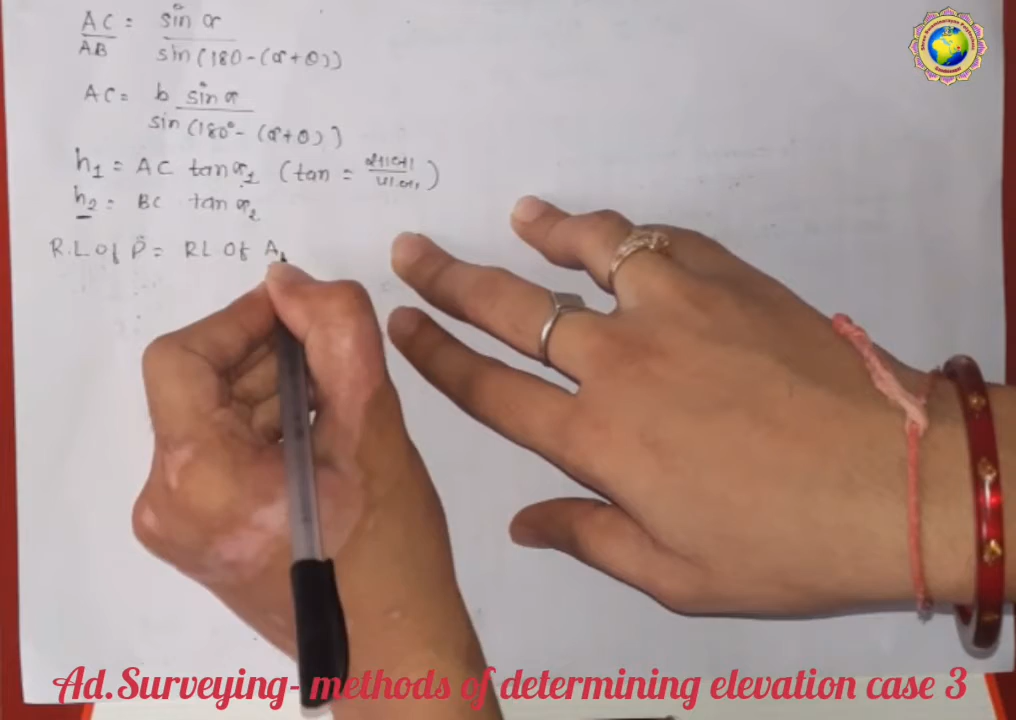 AC = sin α
AB sin (180 - (α + θ))
AC = b sin α
sin (180° - (α + θ))
h₁ = AC tan α₁ (tan = )
h₂ = BC tan α₂
R.L of P = RL Of A
Ad.Surveying- methods of determining elevation case 3